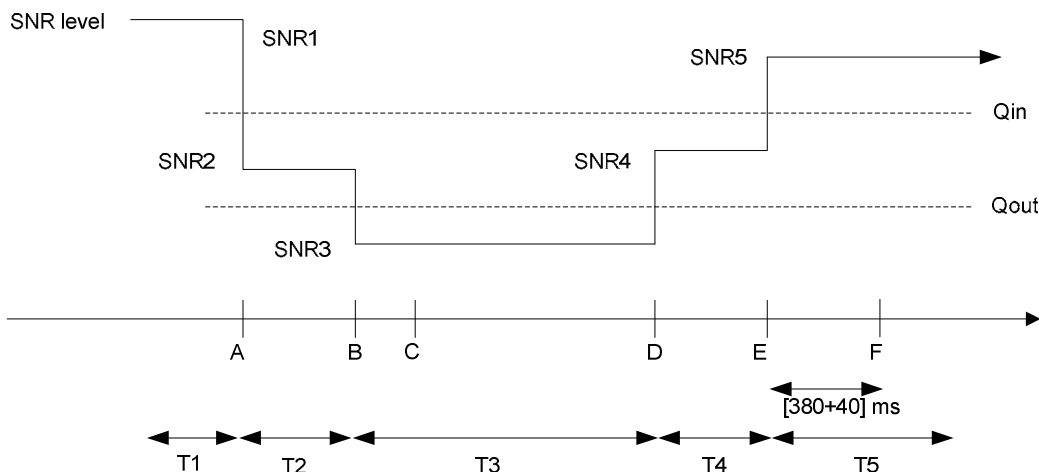 SNR level
SNR1
SNR5
Qin
SNR2
SNR4
Qout
SNR3
A
B
C
D
E
F
[380+40] ms
T1
T2
T3
T4
T5